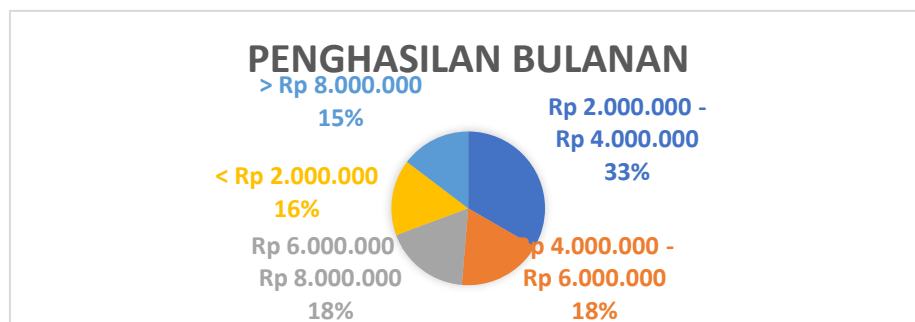 PENGHASILAN BULANAN
> Rp 8.000.000
15%
Rp 2.000.000 -
Rp 4.000.000
33%
< Rp 2.000.000
16%
Rp 6.000.000
Rp 8.000.000
18%
Rp 4.000.000 -
Rp 6.000.000
18%